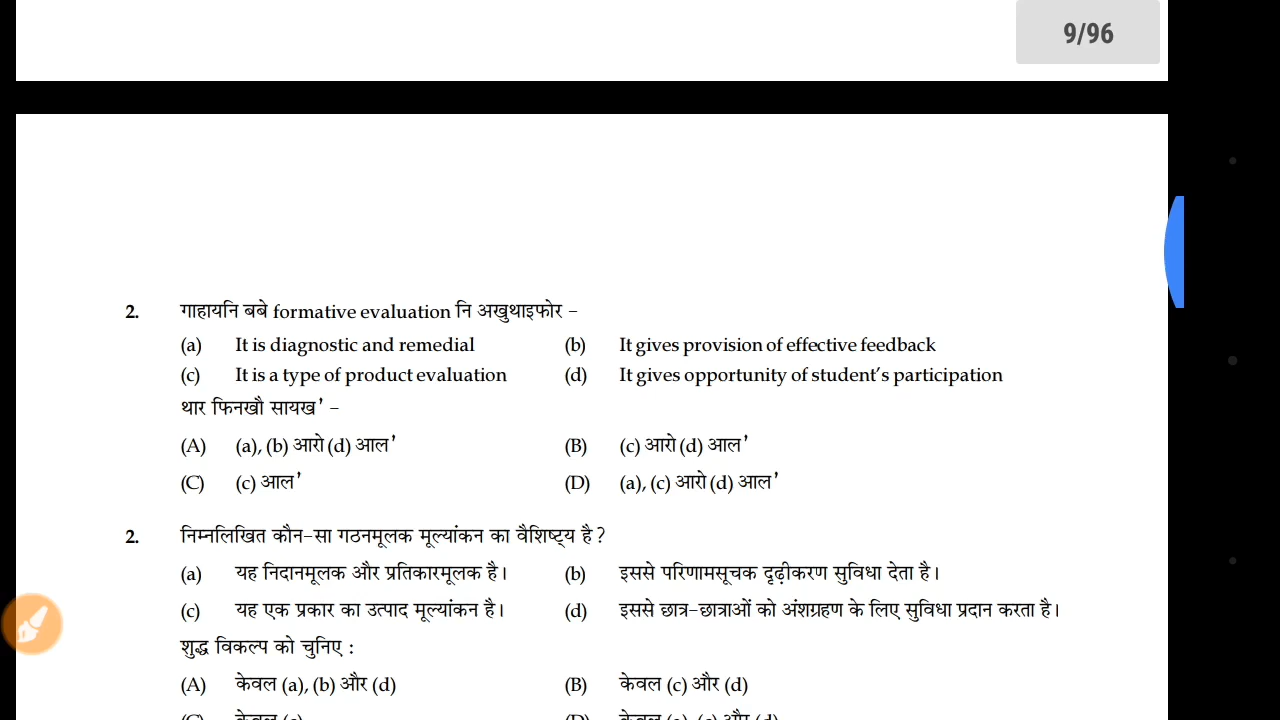 9/96
2. गाहायनि बबे formative evaluation नि अखुथाइफोर –
(a) It is diagnostic and remedial (b) It gives provision of effective feedback
(c) It is a type of product evaluation (d) It gives opportunity of student's participation
थार फिनखौ सायख' –
(A) (a), (b) आरो (d) आल' (B) (c) आरो (d) आल'
(C) (c) आल' (D) (a), (c) आरो (d) आल'
2. निम्नलिखित कौन-सा गठनमूलक मूल्यांकन का वैशिष्ट्य है ?
(a) यह निदानमूलक और प्रतिकारमूलक है। (b) इससे परिणामसूचक दृढ़ीकरण सुविधा देता है।
(c) यह एक प्रकार का उत्पाद मूल्यांकन है। (d) इससे छात्र-छात्राओं को अंशग्रहण के लिए सुविधा प्रदान करता है।
शुद्ध विकल्प को चुनिए :
(A) केवल (a), (b) और (d) (B) केवल (c) और (d)
(C) केवल (c) (D) केवल (a), (c) और (d)